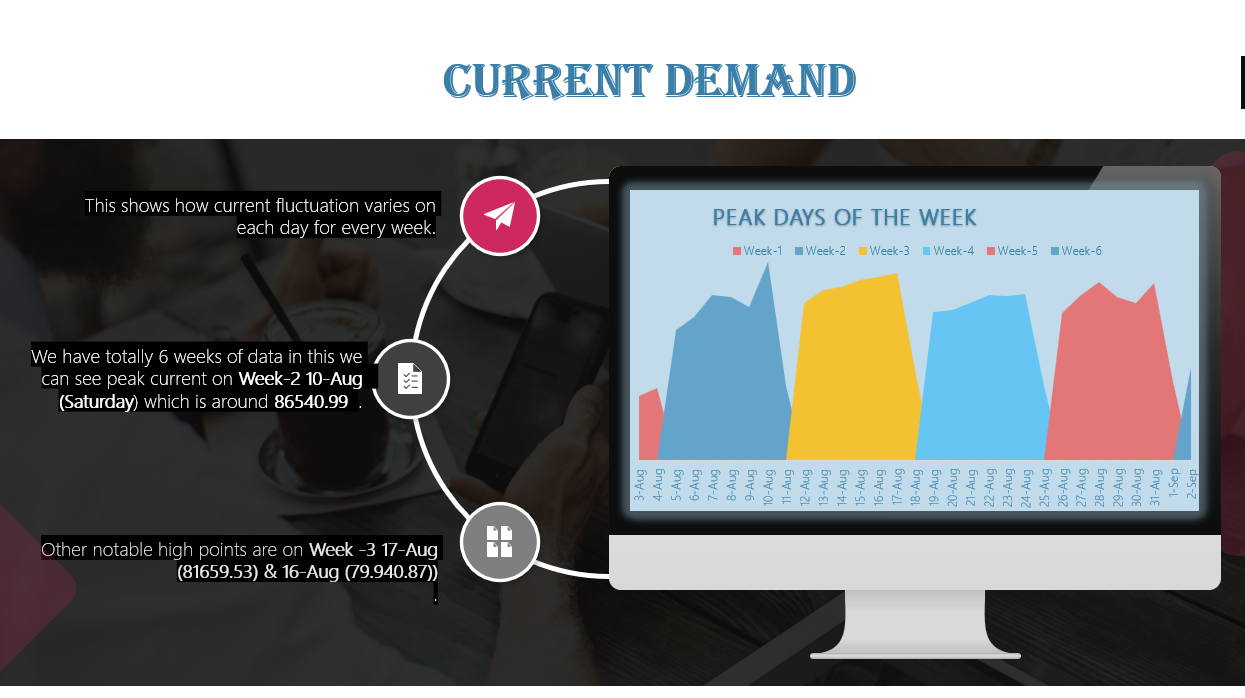 CURRENT DEMAND
This shows how current fluctuation varies on
each day for every week.
We have totally 6 weeks of data in this we
can see peak current on Week-2 10-Aug
(Saturday) which is around 86540.99 .
Other notable high points are on Week -3 17-Aug
(81659.53) & 16-Aug (79.940.87))
.
PEAK DAYS OF THE WEEK
Week-1 Week-2 Week-3 Week-4 Week-5 Week-6
3-Aug 4-Aug 5-Aug 6-Aug 7-Aug 8-Aug 9-Aug 10-Aug 11-Aug 12-Aug 13-Aug 14-Aug 15-Aug 16-Aug 17-Aug 18-Aug 19-Aug 20-Aug 21-Aug 22-Aug 23-Aug 24-Aug 25-Aug 26-Aug 27-Aug 28-Aug 29-Aug 30-Aug 31-Aug 1-Sep 2-Sep